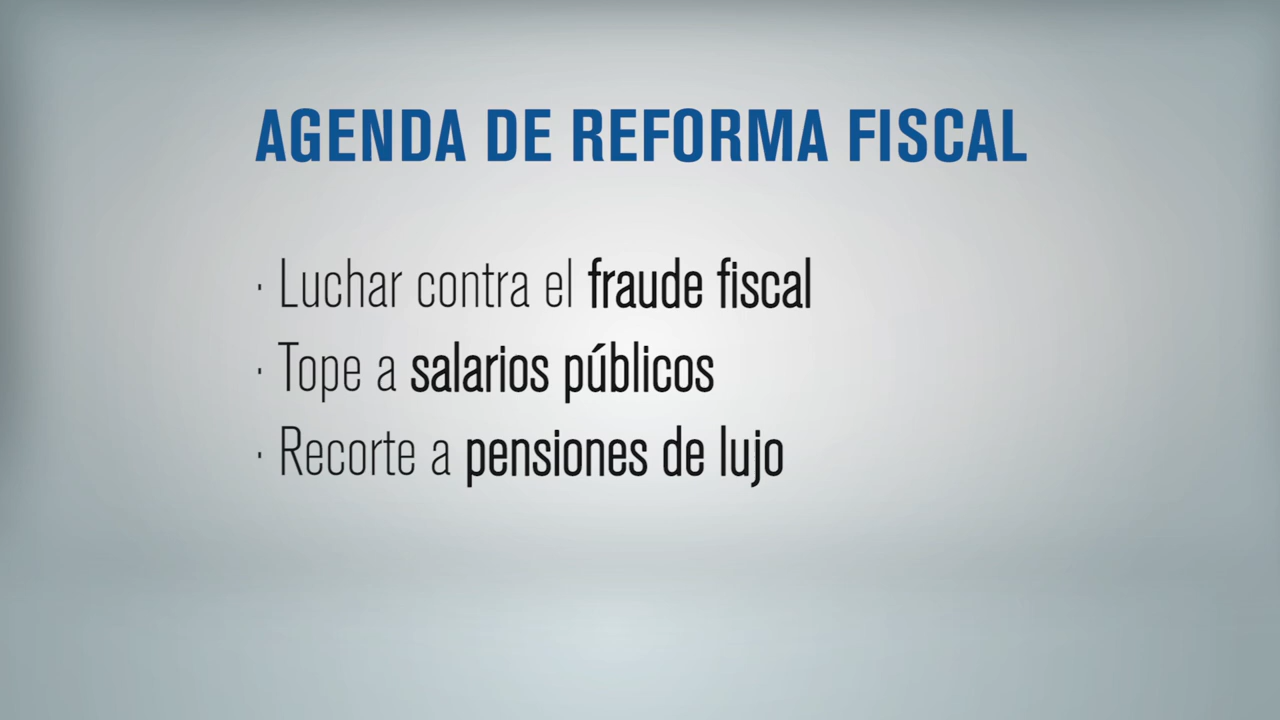 AGENDA DE REFORMA FISCAL
· Luchar contra el fraude fiscal
· Tope a salarios públicos
· Recorte a pensiones de lujo